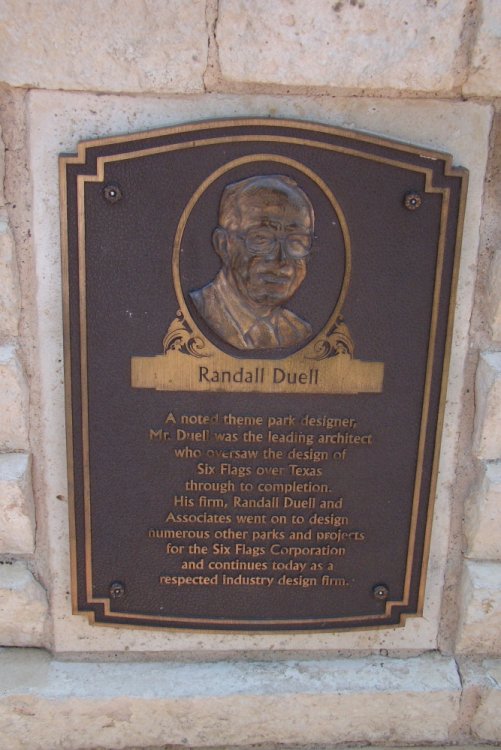 Randall Duell
A noted theme park designer,
Mr. Duell was the leading architect
who oversaw the design of
Six Flags over Texas
through to completion.
His firm, Randall Duell and
Associates went on to design
numerous other parks and projects
for the Six Flags Corporation
and continues today as a
respected industry design firm.